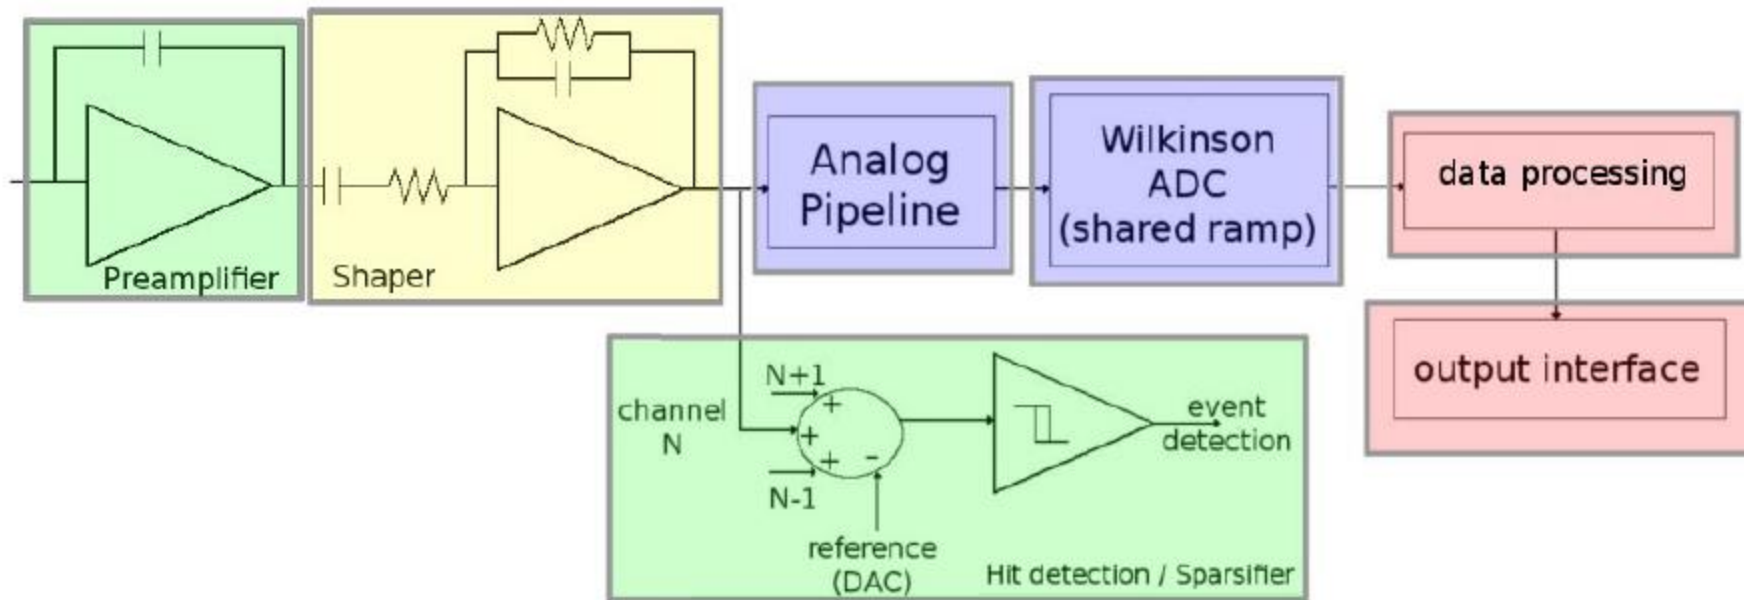 Preamplifier
Shaper
Analog
Pipeline
Wilkinson
ADC
(shared ramp)
data processing
output interface
channel
N
N+1
+
+
+
-
N-1
reference
(DAC)
event
detection
Hit detection / Sparsifier